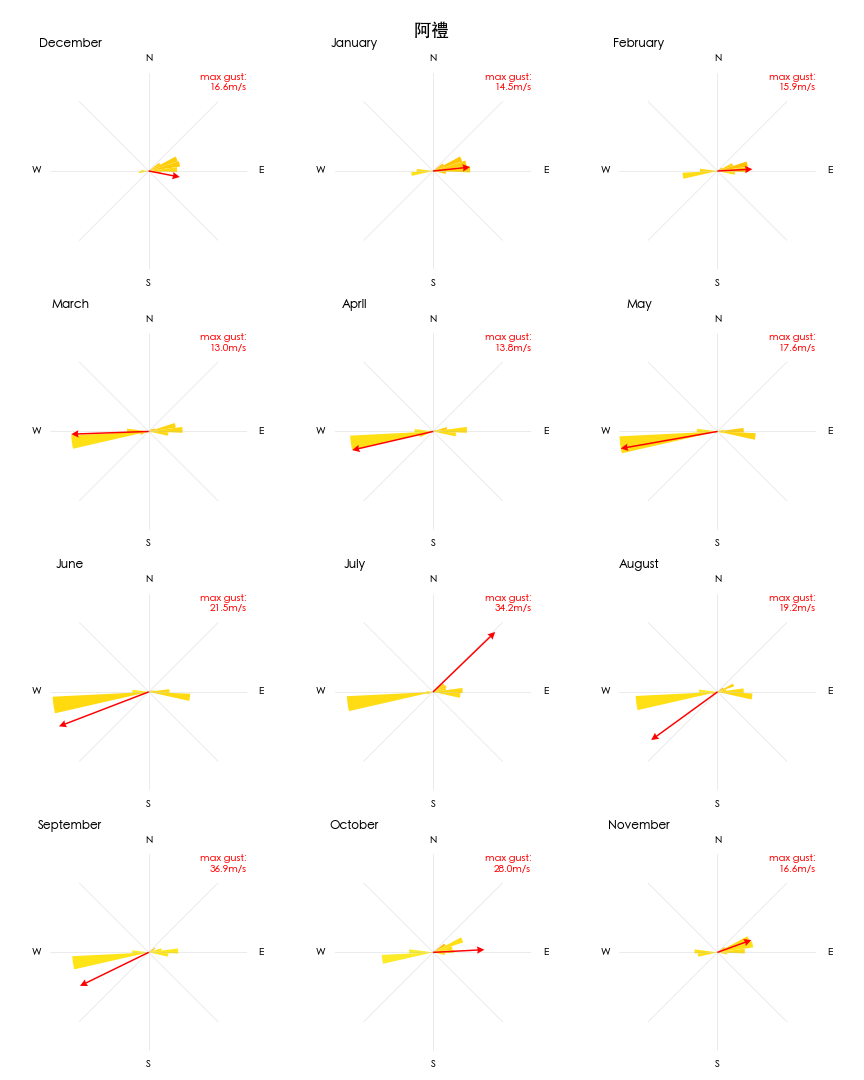 阿禮
December
January
February
N
N
N
max gust:
16.6m/s
max gust:
14.5m/s
max gust:
15.9m/s
W
E
W
E
W
E
S
S
S
March
April
May
N
N
N
max gust:
13.0m/s
max gust:
13.8m/s
max gust:
17.6m/s
W
E
W
E
W
E
S
S
S
June
July
August
N
N
N
max gust:
21.5m/s
max gust:
34.2m/s
max gust:
19.2m/s
W
E
W
E
W
E
S
S
S
September
October
November
N
N
N
max gust:
36.9m/s
max gust:
28.0m/s
max gust:
16.6m/s
W
E
W
E
W
E
S
S
S